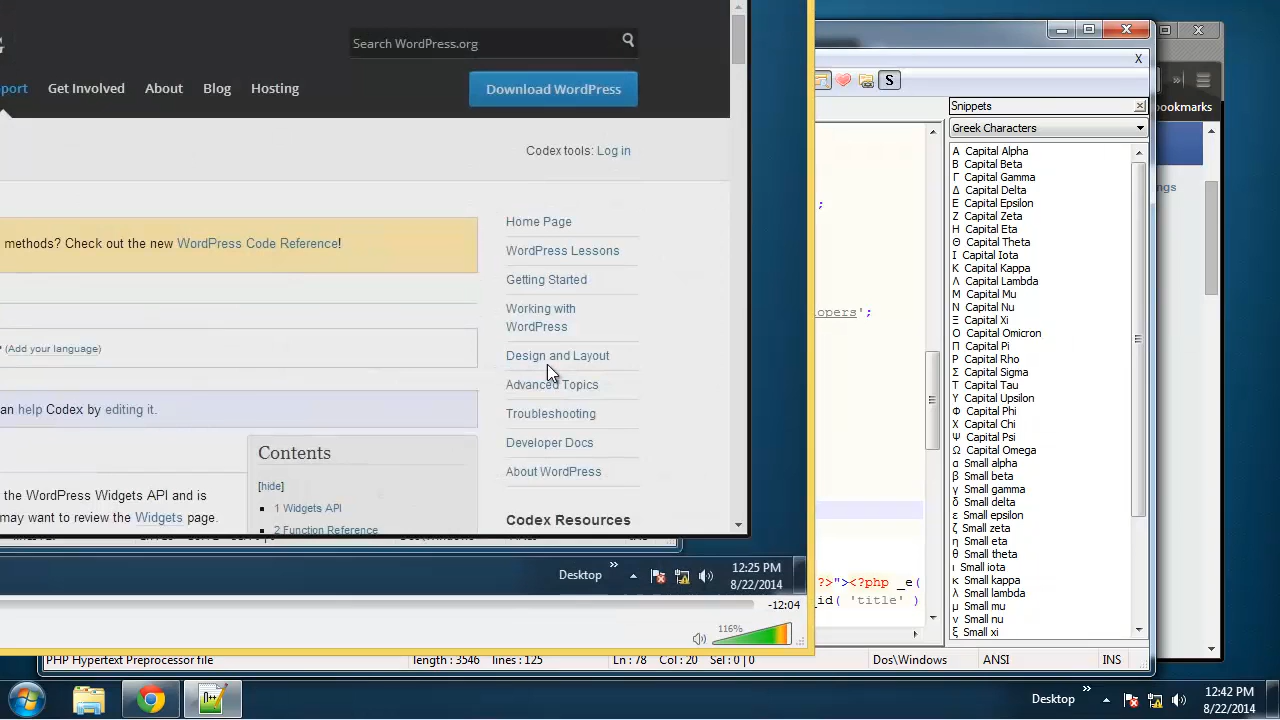 Search WordPress.org
port Get Involved About Blog Hosting
Download WordPress
Codex tools: Log in
methods? Check out the new WordPress Code Reference!
(Add your language)
an help Codex by editing it.
Contents
[hide]
1 Widgets API
2 Function Reference
the WordPress Widgets API and is
may want to review the Widgets page.
Home Page
WordPress Lessons
Getting Started
Working with
WordPress
Design and Layout
Advanced Topics
Troubleshooting
Developer Docs
About WordPress
Codex Resources
Desktop
12:25 PM
8/22/2014
-12:04
116%
S
X
;
opers';
?>"><?php _e(
_id( 'title' )
Snippets
Greek Characters
Α Capital Alpha
Β Capital Beta
Γ Capital Gamma
Δ Capital Delta
Ε Capital Epsilon
Ζ Capital Zeta
Η Capital Eta
Θ Capital Theta
Ι Capital Iota
Κ Capital Kappa
Λ Capital Lambda
Μ Capital Mu
Ν Capital Nu
Ξ Capital Xi
Ο Capital Omicron
Π Capital Pi
Ρ Capital Rho
Σ Capital Sigma
Τ Capital Tau
Υ Capital Upsilon
Φ Capital Phi
Χ Capital Chi
Ψ Capital Psi
Ω Capital Omega
α Small alpha
β Small beta
γ Small gamma
δ Small delta
ε Small epsilon
ζ Small zeta
η Small eta
θ Small theta
ι Small iota
κ Small kappa
λ Small lambda
μ Small mu
ν Small nu
ξ Small xi
bookmarks
ngs
PHP Hypertext Preprocessor file length : 3546 lines : 125 Ln : 78 Col : 20 Sel : 0 | 0 Dos\Windows ANSI INS
Desktop
12:42 PM
8/22/2014